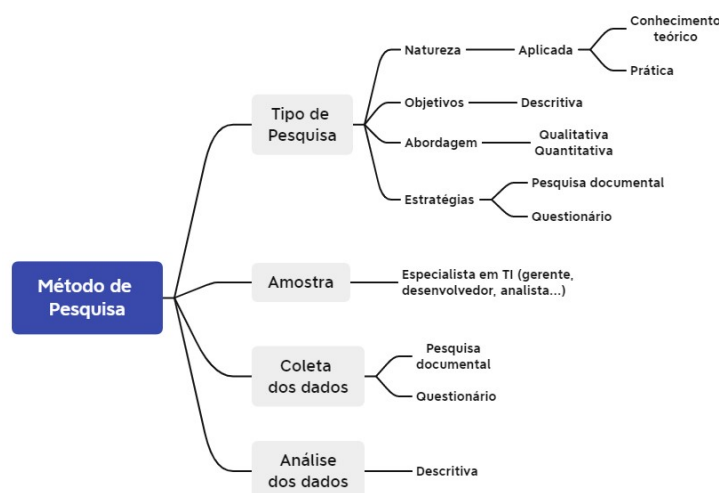 Método de
Pesquisa
Tipo de
Pesquisa
Natureza
Aplicada
Conhecimento
teórico
Prática
Objetivos
Descritiva
Abordagem
Qualitativa
Quantitativa
Estratégias
Pesquisa documental
Questionário
Amostra
Especialista em TI (gerente,
desenvolvedor, analista...)
Coleta
dos dados
Pesquisa
documental
Questionário
Análise
dos dados
Descritiva